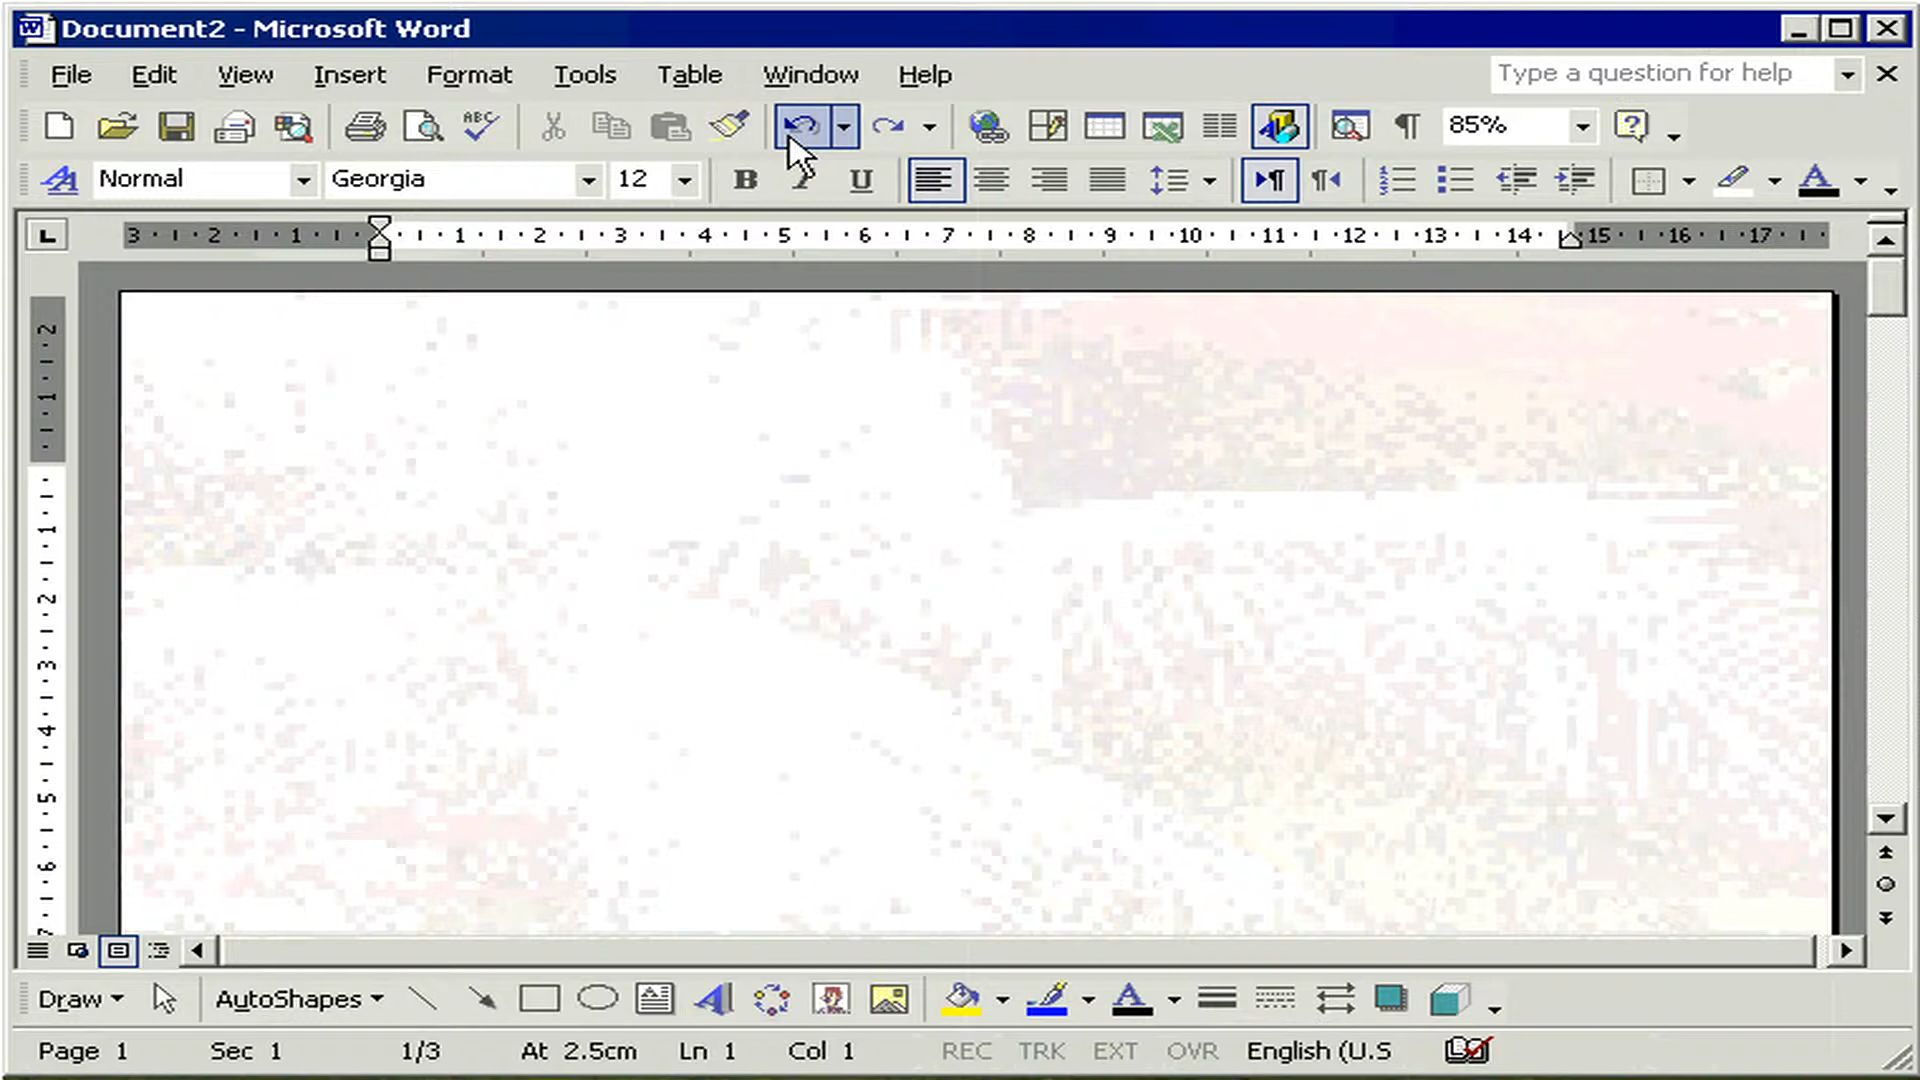 Document2 - Microsoft Word
File Edit View Insert Format Tools Table Window Help Type a question for help
ABC 85%
Normal Georgia 12 B I U
3 2 1 1 2 3 4 5 6 7 8 9 10 11 12 13 14 15 16 17
2
1
1
2
3
4
5
6
7
Draw AutoShapes
Page 1 Sec 1 1/3 At 2.5cm Ln 1 Col 1 REC TRK EXT OVR English (U.S